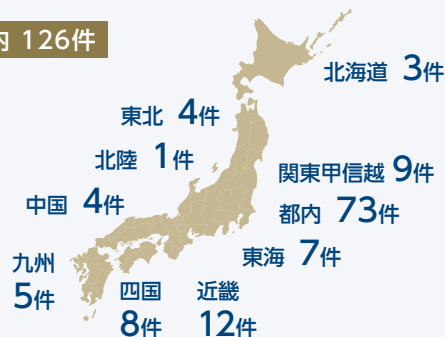 内 126件
北海道 3件
東北 4件
北陸 1件
関東甲信越 9件
中国 4件
都内 73件
東海 7件
九州
5件
四国
8件
近畿
12件